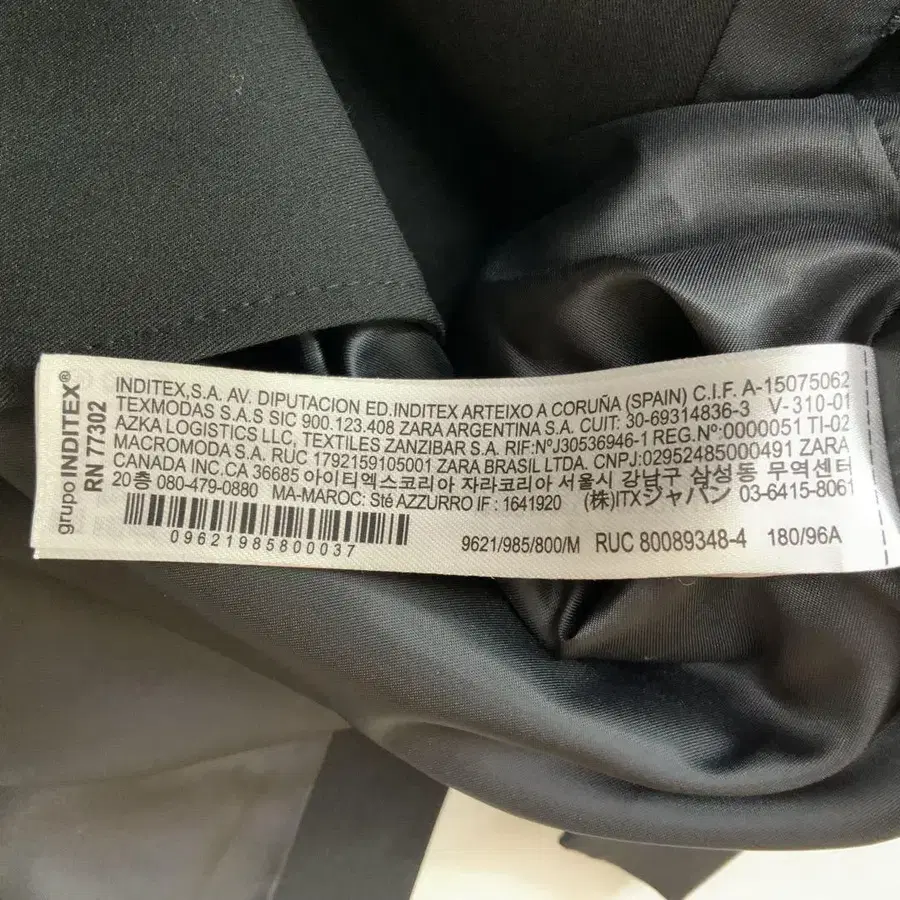 grupo INDITEX®
RN 77302
INDITEX,S.A. AV. DIPUTACION ED.INDITEX ARTEIXO A CORUÑA (SPAIN) C.I.F. A-15075062
TEXMODAS S.A.S SIC 900.123.408 ZARA ARGENTINA S.A. CUIT: 30-69314836-3 V-310-01
AZKA LOGISTICS LLC, TEXTILES ZANZIBAR S.A. RIF:NºJ30536946-1 REG.Nº:0000051 TI-02
MACROMODA S.A. RUC 1792159105001 ZARA BRASIL LTDA. CNPJ:02952485000491 ZARA
CANADA INC.CA 36685 아이티엑스코리아 자라코리아 서울시 강남구 삼성동 무역센터
20층 080-479-0880 MA-MAROC: Sté AZZURRO IF : 1641920 (株)ITXジャパン 03-6415-8061
09621985800037
9621/985/800/M RUC 80089348-4 180/96A